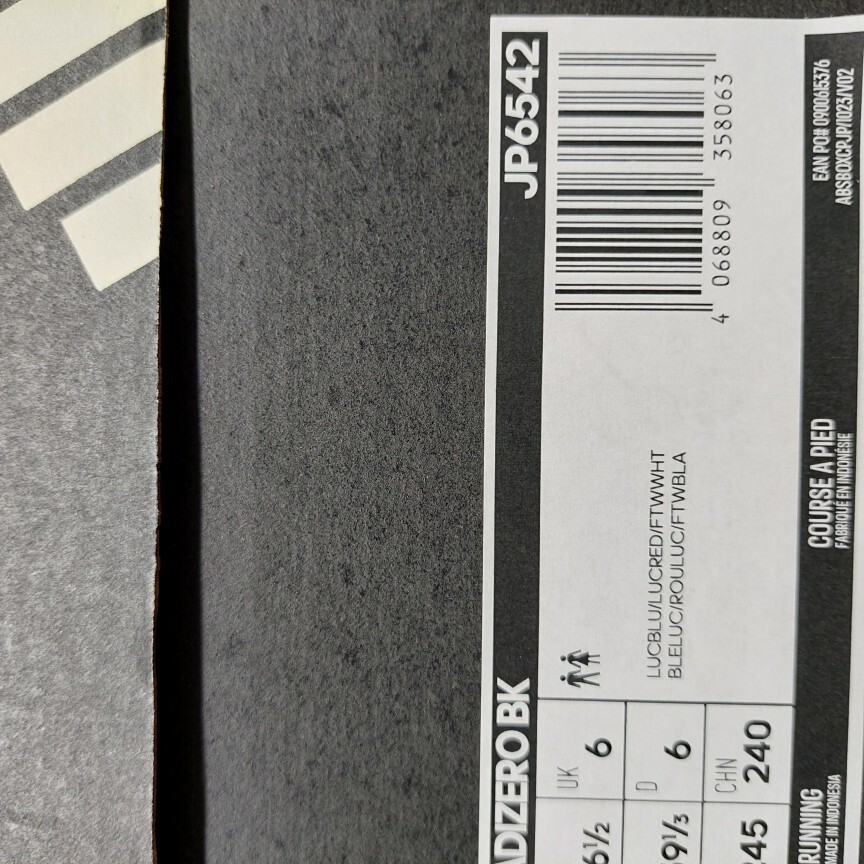 ADIZERO BK JP6542
6½ UK 6
9⅓ D 6
45 CHN 240
LUCBLU/LUCRED/FTWWHT
BLELUC/ROULUC/FTWBLA
4 068809 358063
RUNNING COURSE A PIED EAN PO# 0900615376
MADE IN INDONESIA FABRIQUÉ EN INDONÉSIE ABSBOXCPJP/1023/V02